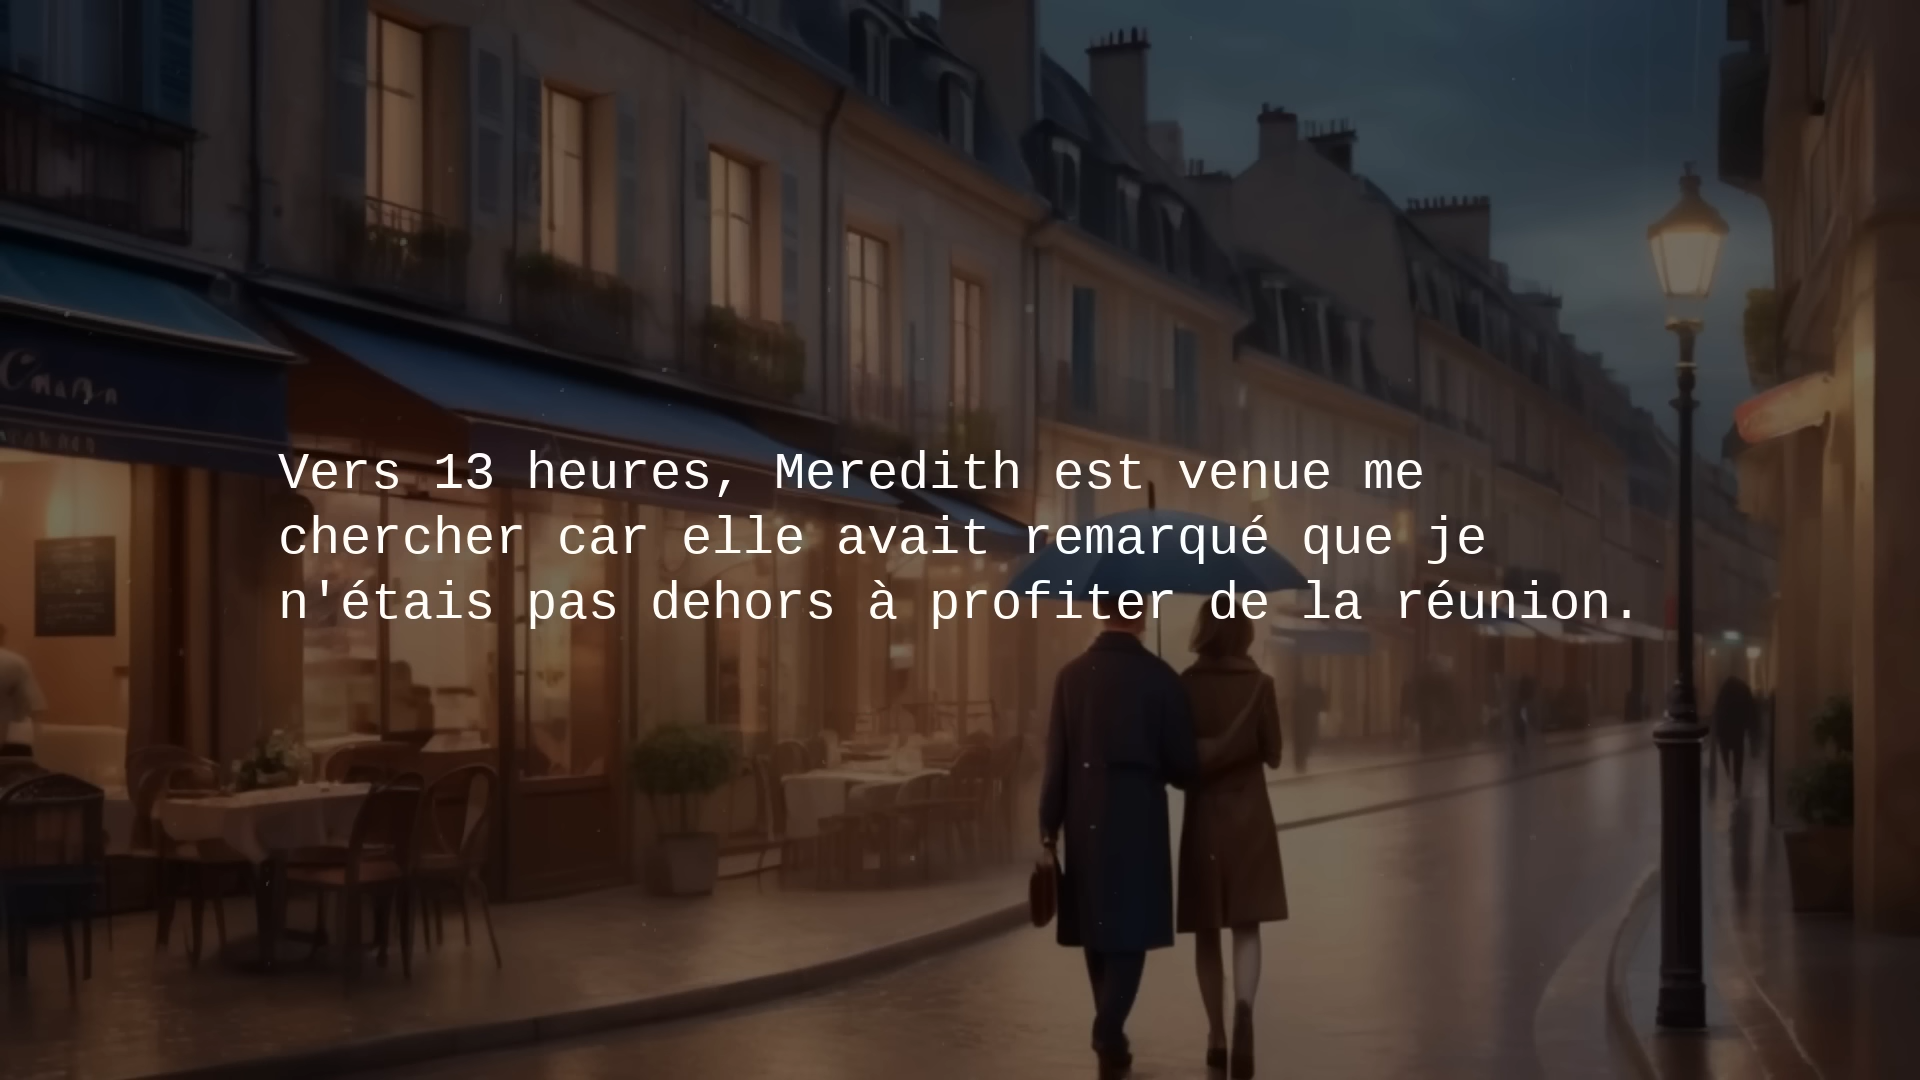 Vers 13 heures, Meredith est venue me
chercher car elle avait remarqué que je
n'étais pas dehors à profiter de la réunion.